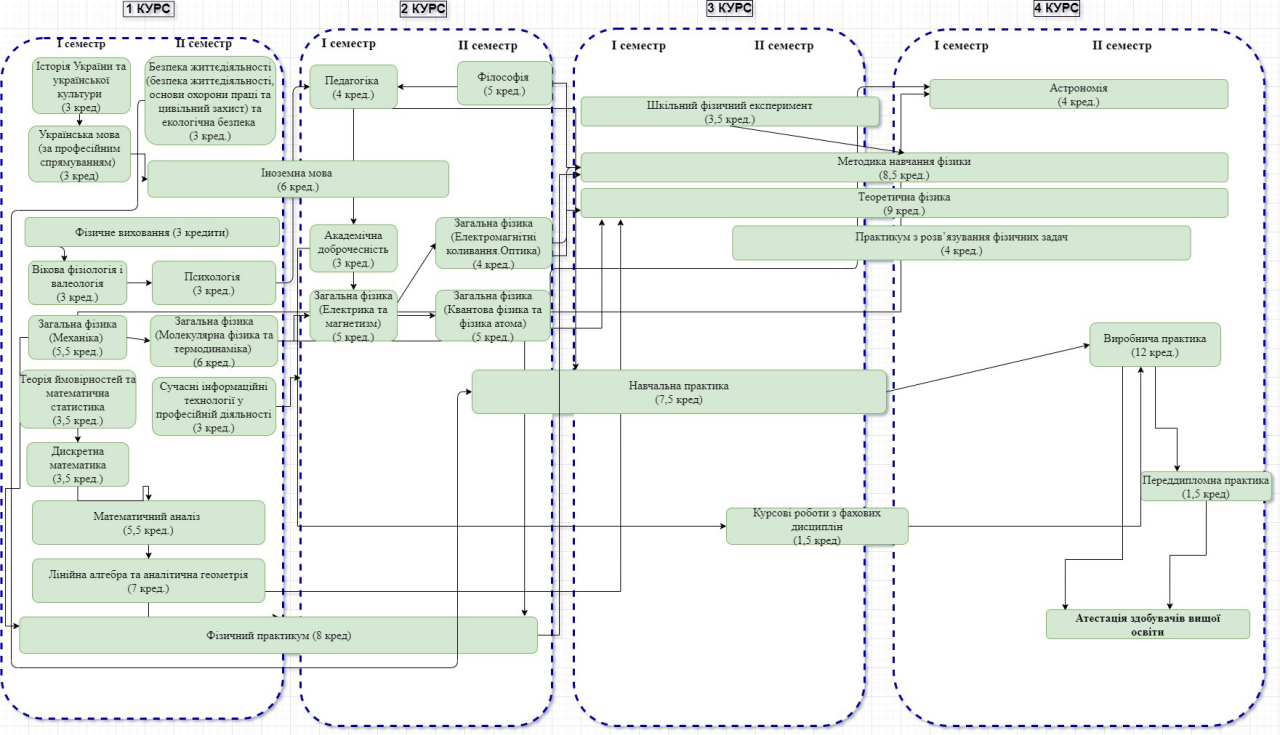 1 КУРС
2 КУРС
3 КУРС
4 КУРС
I семестр
II семестр
I семестр
II семестр
I семестр
II семестр
I семестр
II семестр
Історія України та
української
культури
(3 кред)
Українська мова
(за професійним
спрямуванням)
(3 кред)
Безпека життєдіяльності
(безпека життєдіяльності,
основи охорони праці та
цивільний захист) та
екологічна безпека
(3 кред.)
Іноземна мова
(6 кред.)
Фізичне виховання (3 кредити)
Вікова фізіологія і
валеологія
(3 кред.)
Психологія
(3 кред.)
Загальна фізика
(Механіка)
(5,5 кред.)
Загальна фізика
(Молекулярна фізика та
термодинаміка)
(6 кред.)
Теорія ймовірностей та
математична
статистика
(3,5 кред.)
Сучасні інформаційні
технології у
професійній діяльності
(3 кред.)
Дискретна
математика
(3,5 кред.)
Математичний аналіз
(5,5 кред.)
Лінійна алгебра та аналітична геометрія
(7 кред.)
Фізичний практикум (8 кред)
Педагогіка
(4 кред.)
Філософія
(5 кред.)
Академічна
доброчесність
(3 кред.)
Загальна фізика
(Електромагнітні
коливання.Оптика)
(4 кред.)
Загальна фізика
(Електрика та
магнетизм)
(5 кред.)
Загальна фізика
(Квантова фізика та
фізика атома)
(5 кред.)
Шкільний фізичний експеримент
(3,5 кред.)
Астрономія
(4 кред.)
Методика навчання фізики
(8,5 кред.)
Теоретична фізика
(9 кред.)
Практикум з розв’язування фізичних задач
(4 кред.)
Навчальна практика
(7,5 кред)
Виробнича практика
(12 кред.)
Переддипломна практика
(1,5 кред)
Курсові роботи з фахових
дисциплін
(1,5 кред)
Атестація здобувачів вищої
освіти